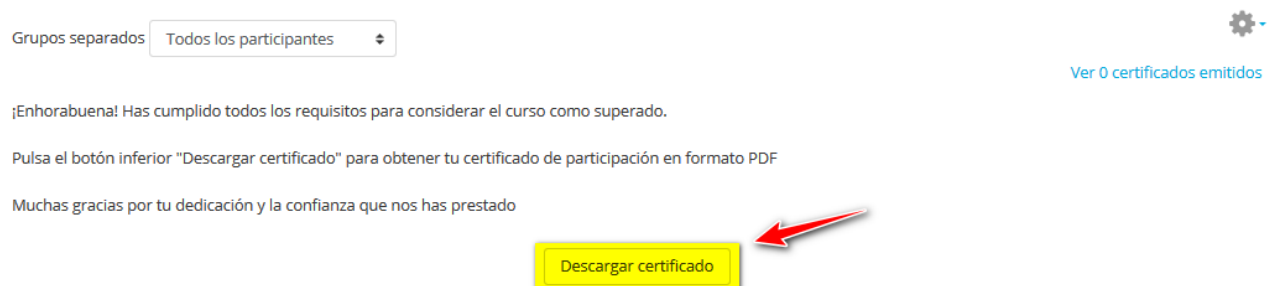 Grupos separados Todos los participantes
Ver 0 certificados emitidos
¡Enhorabuena! Has cumplido todos los requisitos para considerar el curso como superado.
Pulsa el botón inferior "Descargar certificado" para obtener tu certificado de participación en formato PDF
Muchas gracias por tu dedicación y la confianza que nos has prestado
Descargar certificado